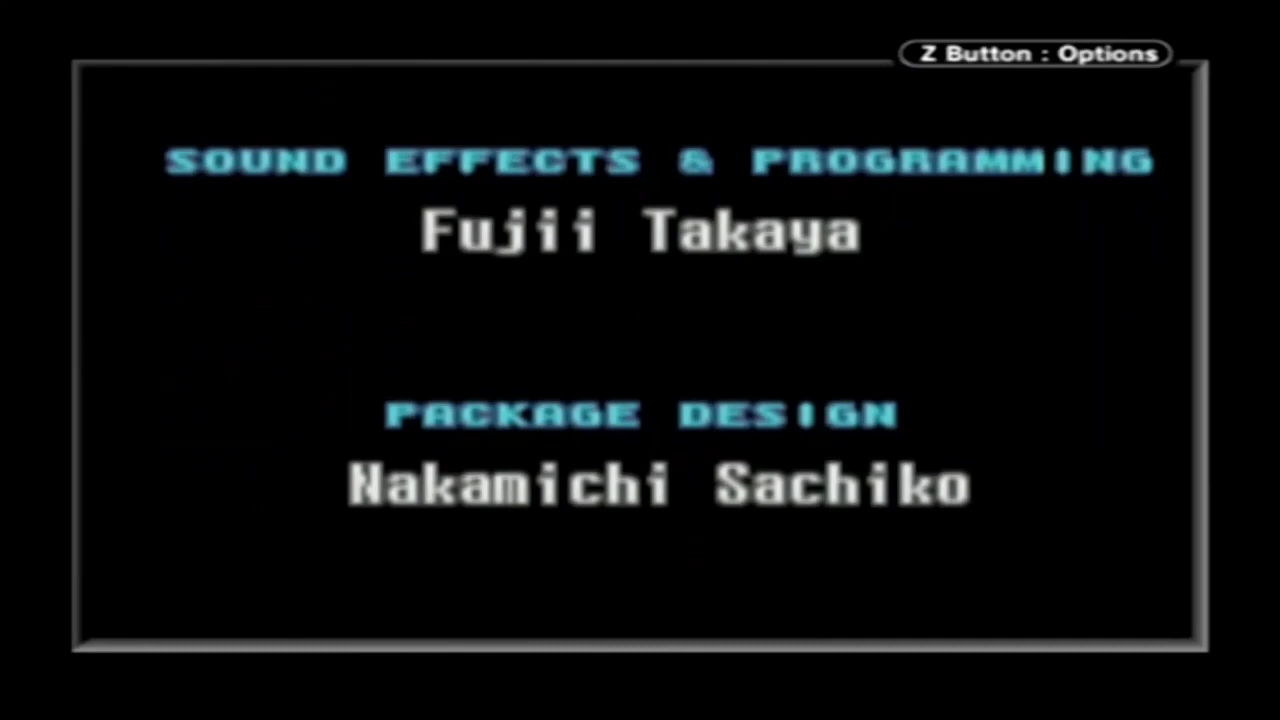 Z Button : Options
SOUND EFFECTS & PROGRAMMING
Fujii Takaya
PACKAGE DESIGN
Nakamichi Sachiko